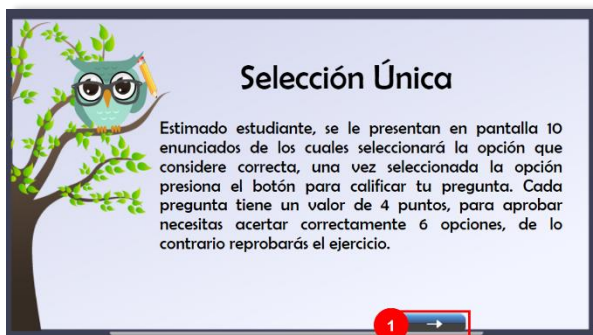 Selección Única
Estimado estudiante, se le presentan en pantalla 10
enunciados de los cuales seleccionará la opción que
considere correcta, una vez seleccionada la opción
presiona el botón para calificar tu pregunta. Cada
pregunta tiene un valor de 4 puntos, para aprobar
necesitas acertar correctamente 6 opciones, de lo
contrario reprobarás el ejercicio.
1